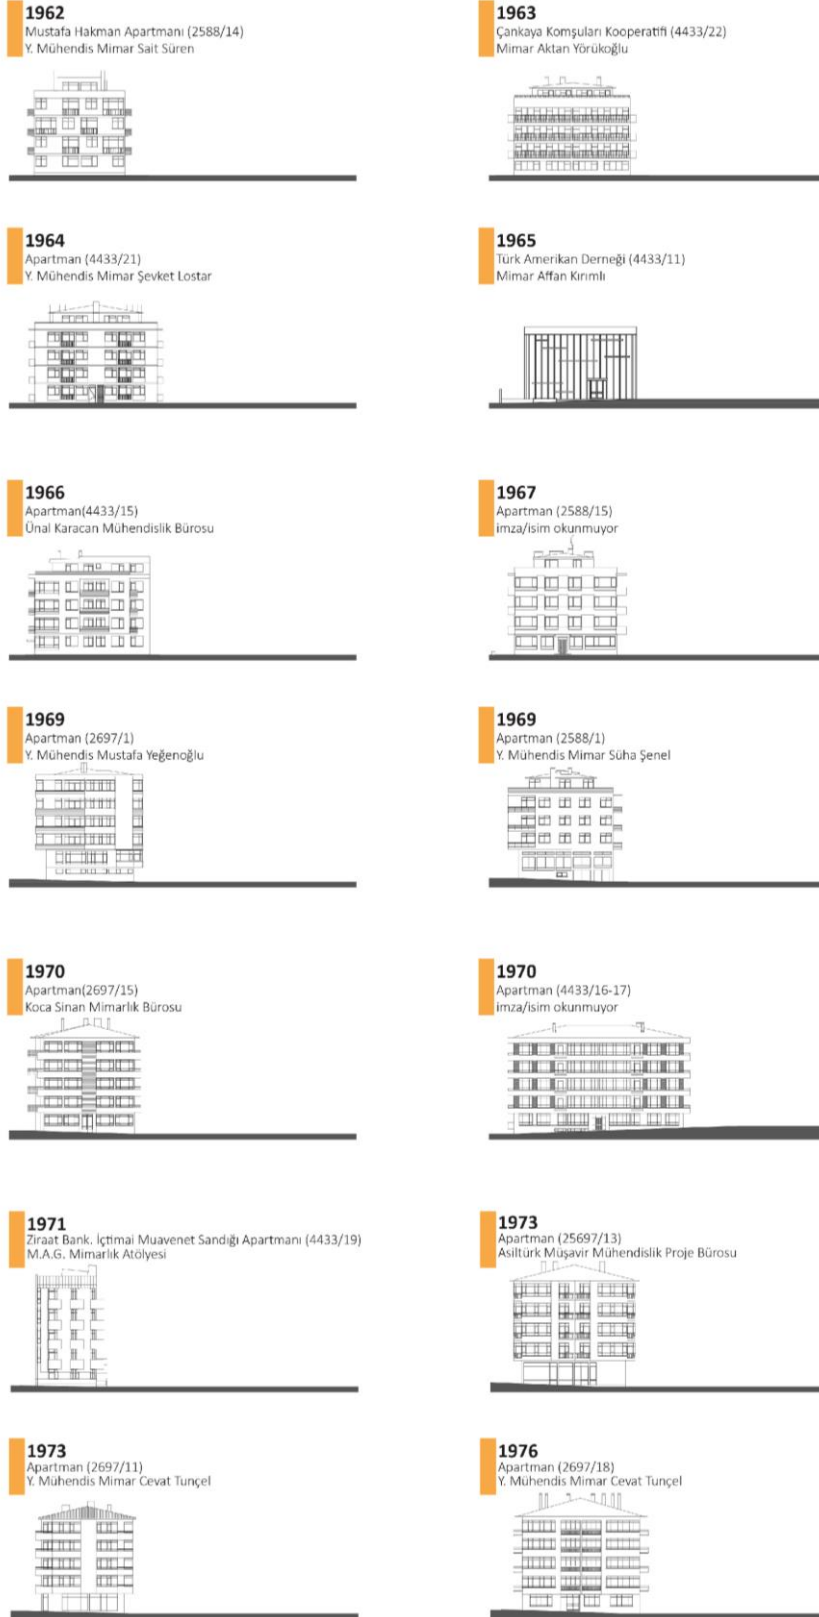 1962
Mustafa Hakman Apartmanı (2588/14)
Y. Mühendis Mimar Sait Süren
1963
Çankaya Komşuları Kooperatifi (4433/22)
Mimar Aktan Yörükoğlu
1964
Apartman (4433/21)
Y. Mühendis Mimar Şevket Lostar
1965
Türk Amerikan Derneği (4433/11)
Mimar Affan Kırımlı
1966
Apartman(4433/15)
Ünal Karacan Mühendislik Bürosu
1967
Apartman (2588/15)
imza/isim okunmuyor
1969
Apartman (2697/1)
Y. Mühendis Mustafa Yeğenoğlu
1969
Apartman (2588/1)
Y. Mühendis Mimar Süha Şenel
1970
Apartman(2697/15)
Koca Sinan Mimarlık Bürosu
1970
Apartman (4433/16-17)
imza/isim okunmuyor
1971
Ziraat Bank. İçtimai Muavenet Sandığı Apartmanı (4433/19)
M.A.G. Mimarlık Atölyesi
1973
Apartman (25697/13)
Asiltürk Müşavir Mühendislik Proje Bürosu
1973
Apartman (2697/11)
Y. Mühendis Mimar Cevat Tunçel
1976
Apartman (2697/18)
Y. Mühendis Mimar Cevat Tunçel